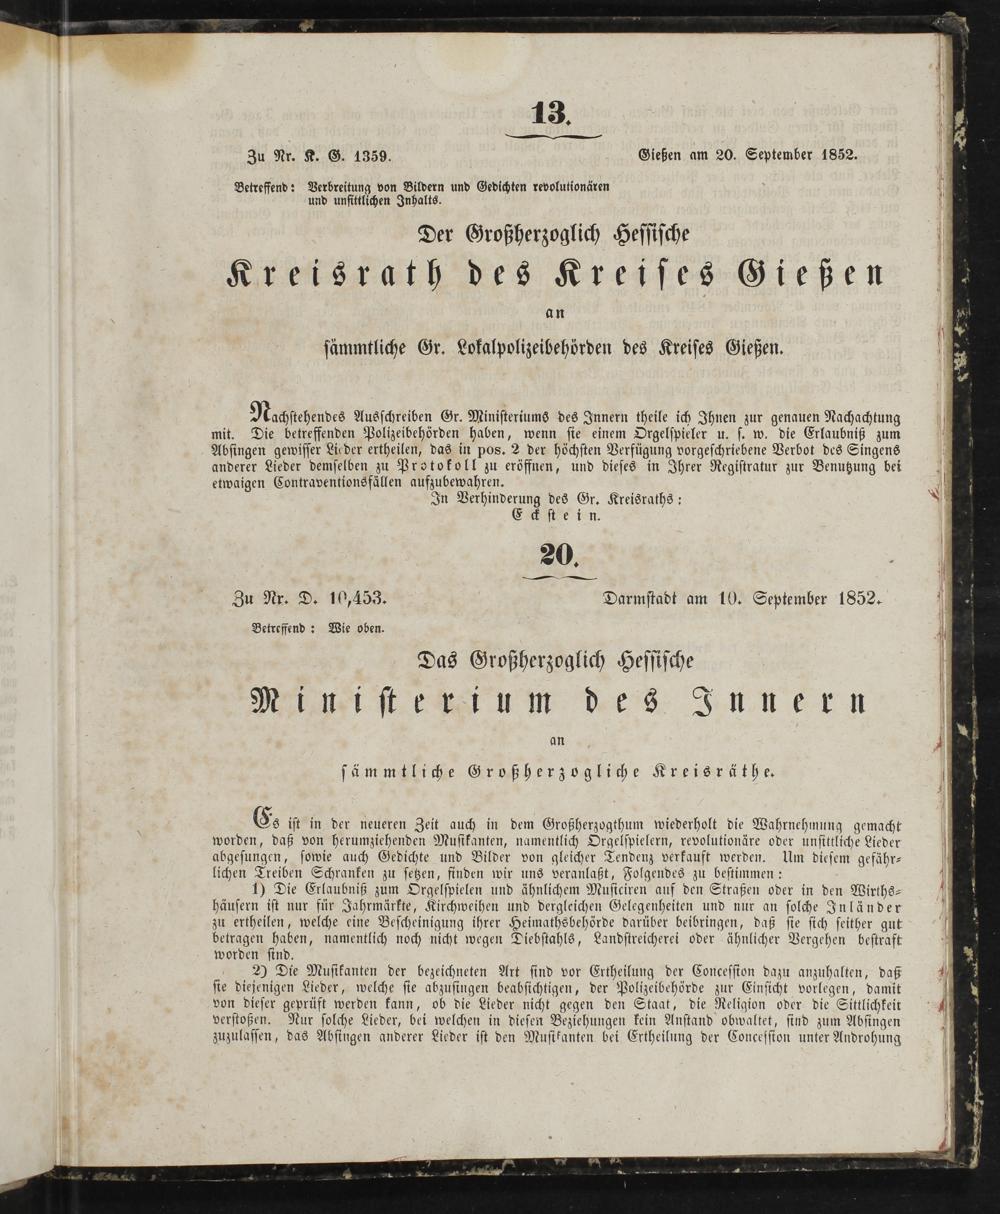 13.
Zu Nr. K. G. 1359.
Gießen am 20. September 1852.
Betreffend: Verbreitung von Bildern und Gedichten revolutionären
und unsittlichen Inhalts.
Der Großherzoglich Hessische
Kreisrath des Kreises Gießen
an
sämmtliche Gr. Lokalpolizeibehörden des Kreises Gießen.
Nachstehendes Ausschreiben Gr. Ministeriums des Innern theile ich Ihnen zur genauen Nachachtung
mit. Die betreffenden Polizeibehörden haben, wenn sie einem Orgelspieler u. s. w. die Erlaubniß zum
Absingen gewisser Lieder ertheilen, das in pos. 2 der höchsten Verfügung vorgeschriebene Verbot des Singens
anderer Lieder demselben zu Protokoll zu eröffnen, und dieses in Ihrer Registratur zur Benutzung bei
etwaigen Contraventionsfällen aufzubewahren.
In Verhinderung des Gr. Kreisraths:
Eckstein.
20.
Zu Nr. D. 10,453.
Darmstadt am 10. September 1852.
Betreffend: Wie oben.
Das Großherzoglich Hessische
Ministerium des Innern
an
sämmtliche Großherzogliche Kreisräthe.
Es ist in der neueren Zeit auch in dem Großherzogthum wiederholt die Wahrnehmung gemacht
worden, daß von herumziehenden Musikanten, namentlich Orgelspielern, revolutionäre oder unsittliche Lieder
abgesungen, sowie auch Gedichte und Bilder von gleicher Tendenz verkauft werden. Um diesem gefähr-
lichen Treiben Schranken zu setzen, finden wir uns veranlaßt, Folgendes zu bestimmen:
1) Die Erlaubniß zum Orgelspielen und ähnlichem Musiciren auf den Straßen oder in den Wirths-
häusern ist nur für Jahrmärkte, Kirchweihen und dergleichen Gelegenheiten und nur an solche Inländer
zu ertheilen, welche eine Bescheinigung ihrer Heimathsbehörde darüber beibringen, daß sie sich seither gut
betragen haben, namentlich noch nicht wegen Diebstahls, Landstreicherei oder ähnlicher Vergehen bestraft
worden sind.
2) Die Musikanten der bezeichneten Art sind vor Ertheilung der Concession dazu anzuhalten, daß
sie diejenigen Lieder, welche sie abzusingen beabsichtigen, der Polizeibehörde zur Einsicht vorlegen, damit
von dieser geprüft werden kann, ob die Lieder nicht gegen den Staat, die Religion oder die Sittlichkeit
verstoßen. Nur solche Lieder, bei welchen in diesen Beziehungen kein Anstand obwaltet, sind zum Absingen
zuzulassen, das Absingen anderer Lieder ist den Musikanten bei Ertheilung der Concession unter Androhung